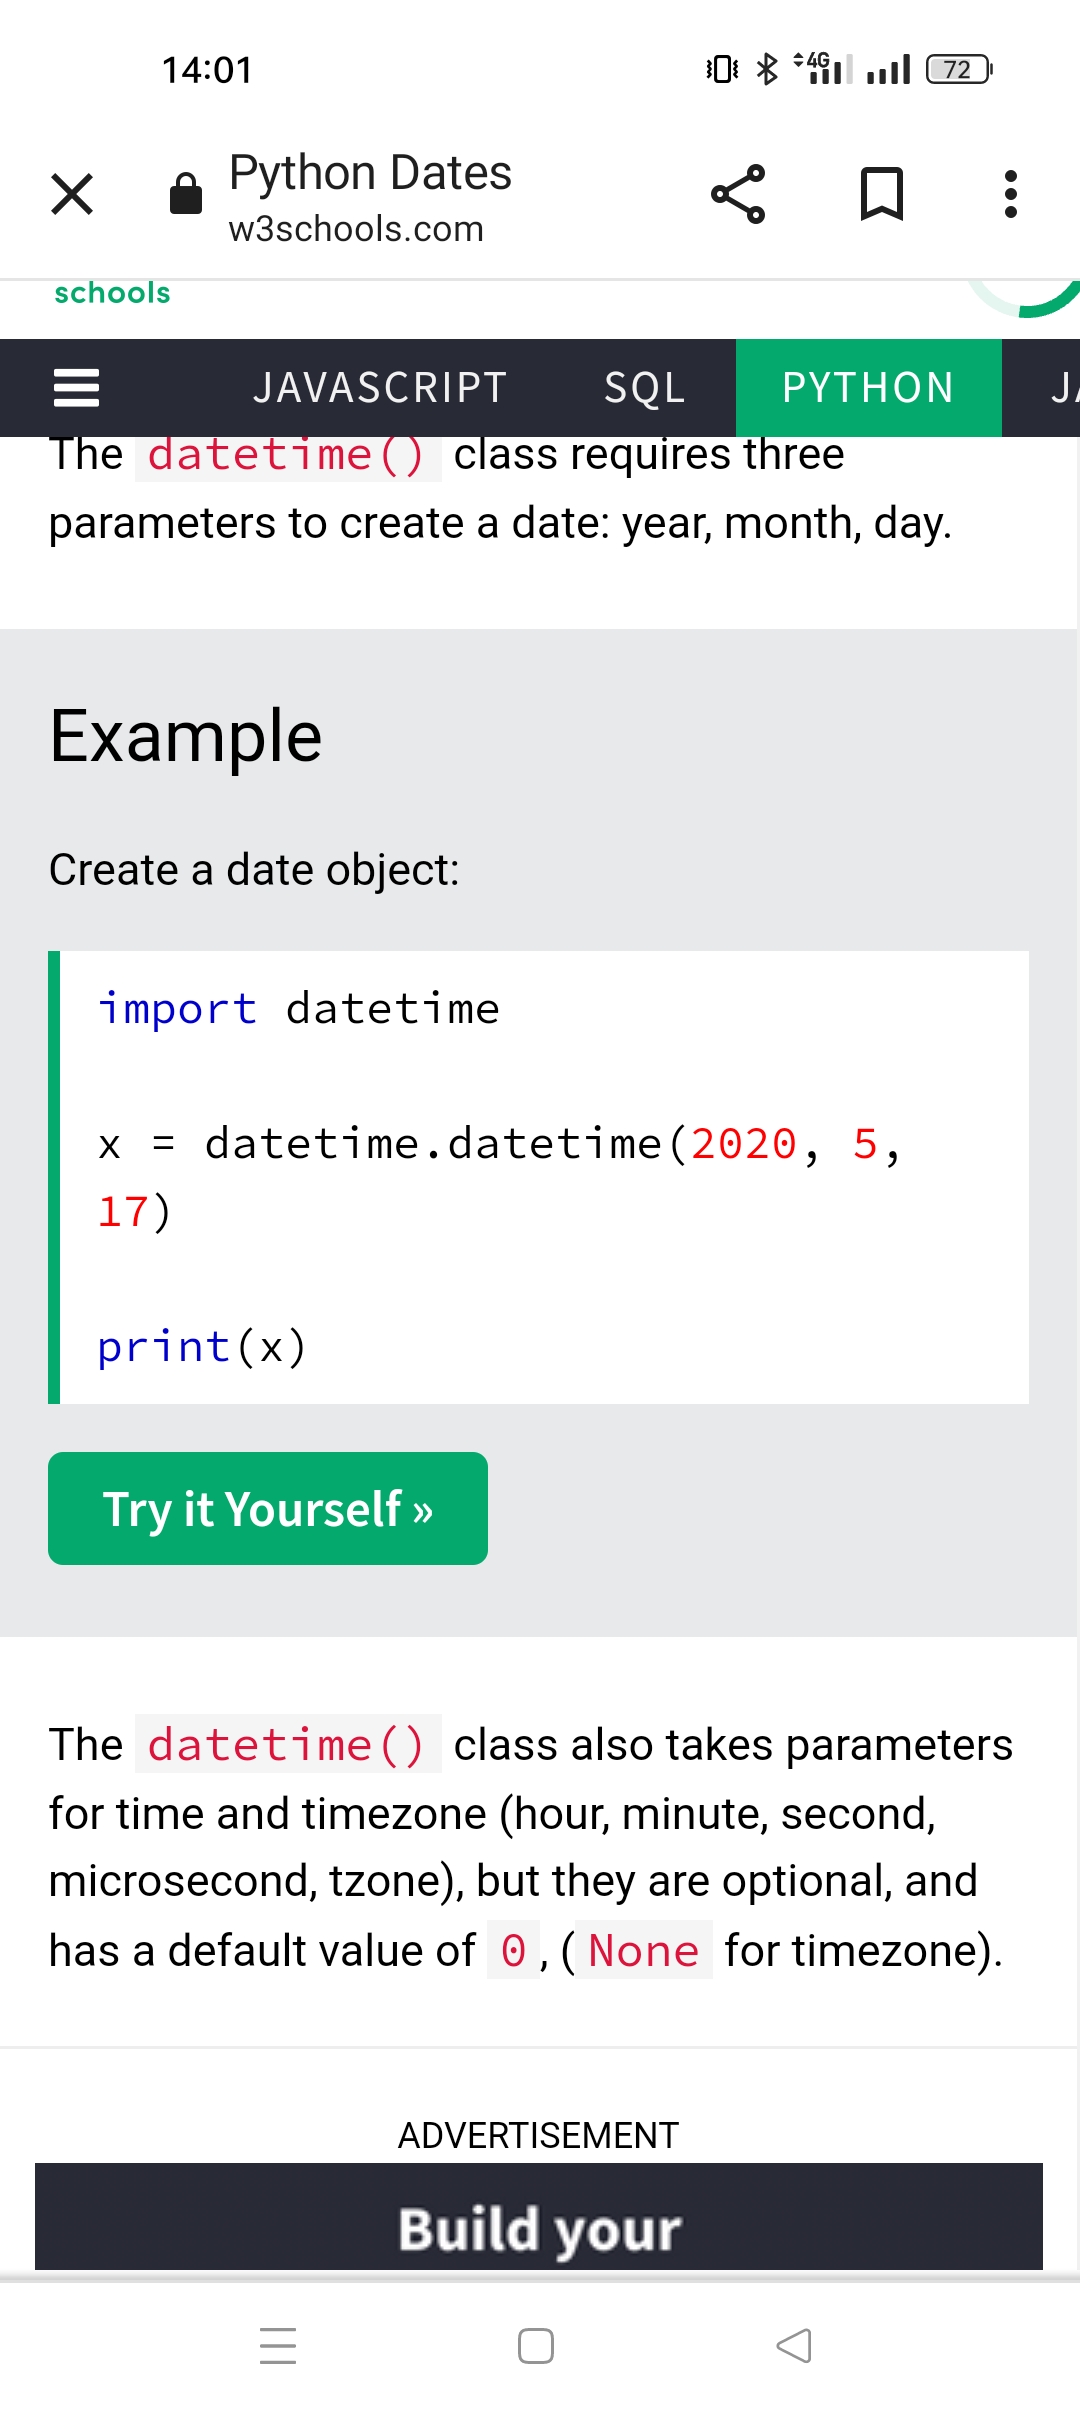 14:01
4G
72
Python Dates
w3schools.com
schools
JAVASCRIPT SQL PYTHON
The datetime() class requires three
parameters to create a date: year, month, day.
Example
Create a date object:
import datetime
x = datetime.datetime(2020, 5,
17)
print(x)
Try it Yourself »
The datetime() class also takes parameters
for time and timezone (hour, minute, second,
microsecond, tzone), but they are optional, and
has a default value of 0, (None for timezone).
ADVERTISEMENT
Build your